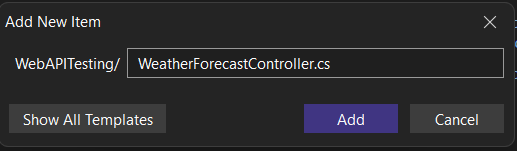 Add New Item
WebAPITesting/ WeatherForecastController.cs
Show All Templates Add Cancel